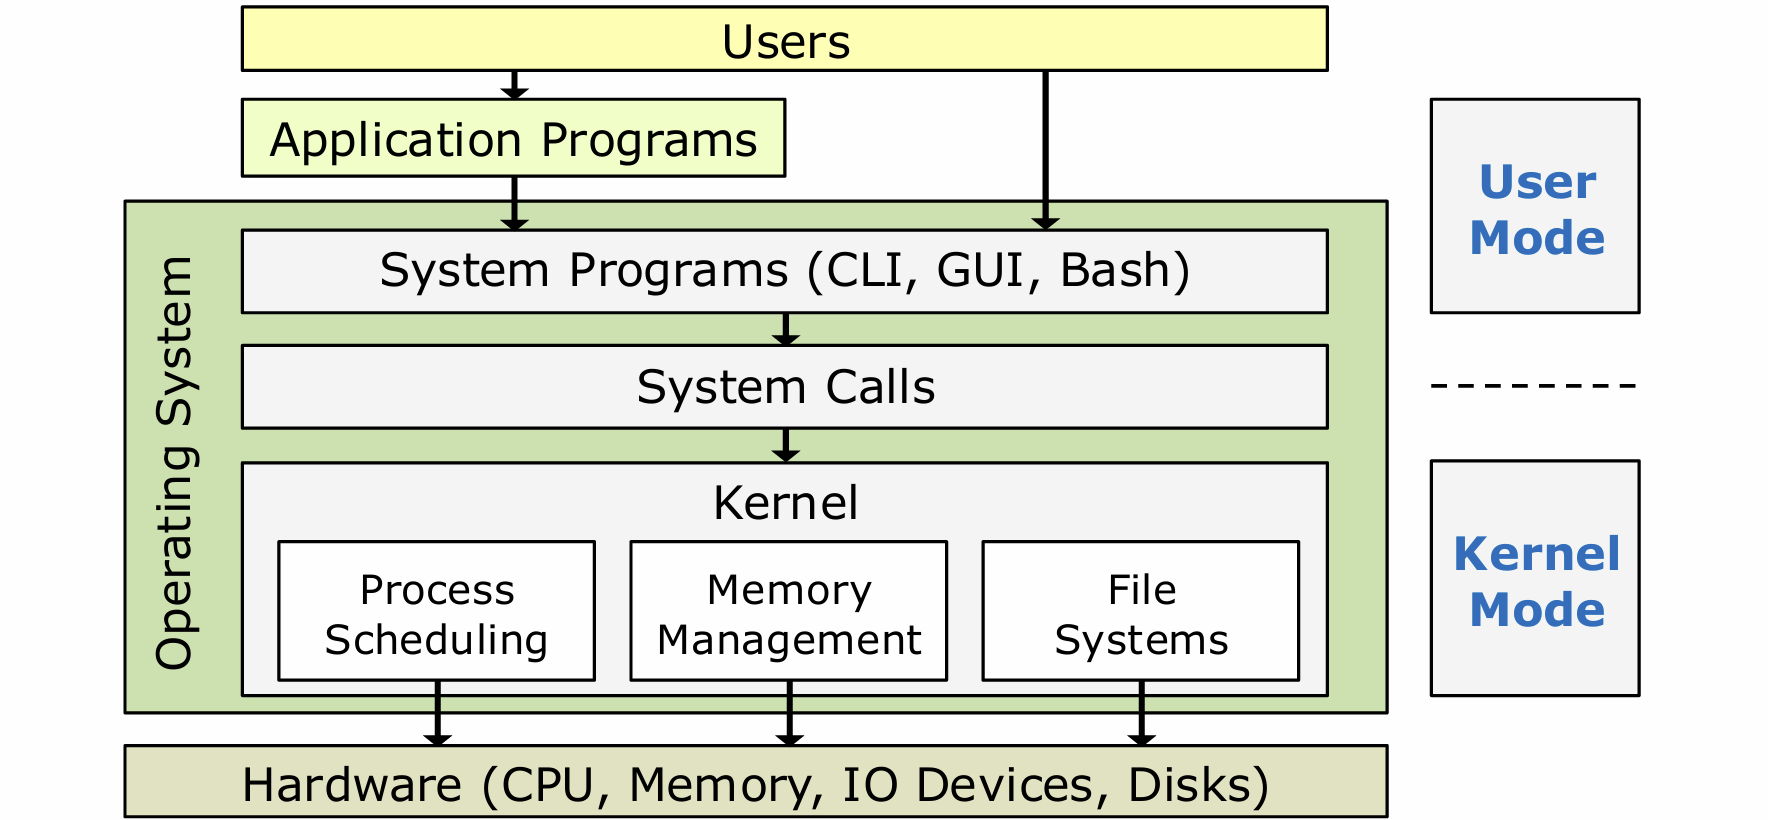 Users
Application Programs
Operating System
System Programs (CLI, GUI, Bash)
System Calls
Kernel
Process
Scheduling
Memory
Management
File
Systems
Hardware (CPU, Memory, IO Devices, Disks)
User
Mode
Kernel
Mode